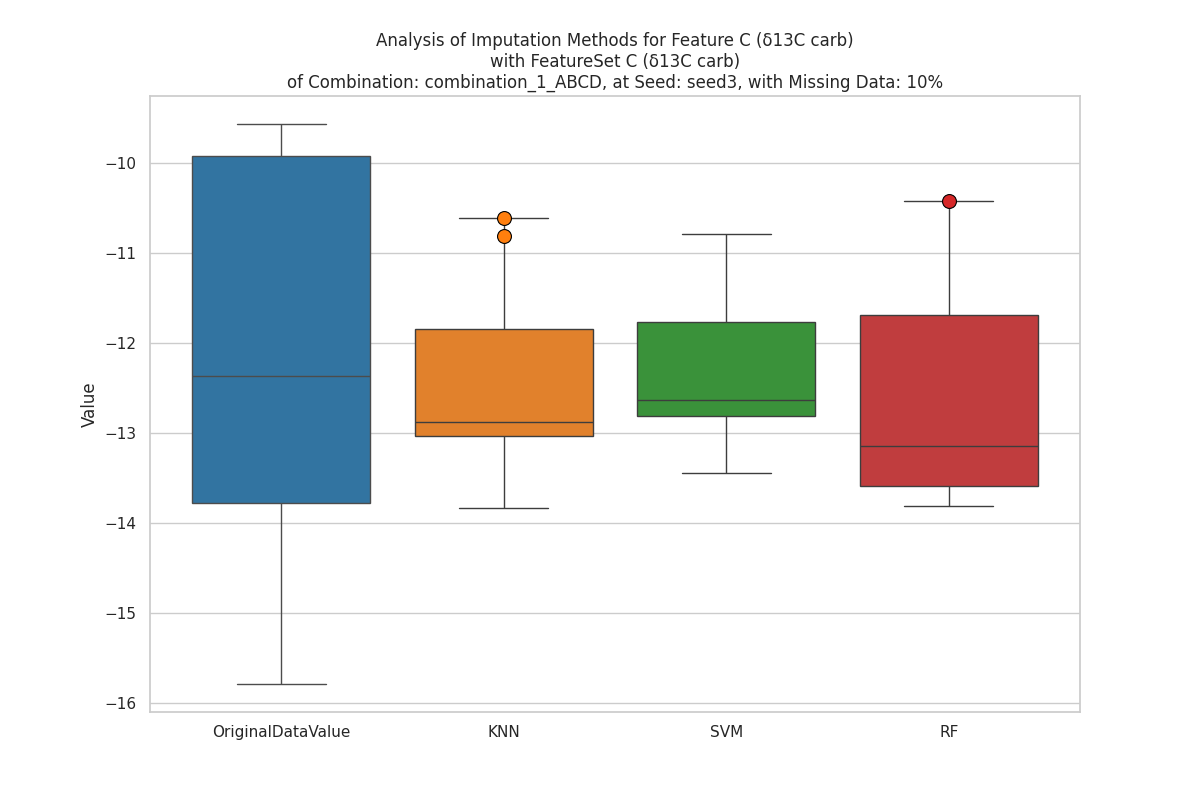 Analysis of Imputation Methods for Feature C (δ13C carb)
with FeatureSet C (δ13C carb)
of Combination: combination_1_ABCD, at Seed: seed3, with Missing Data: 10%
Value
−10
−11
−12
−13
−14
−15
−16
OriginalDataValue
KNN
SVM
RF